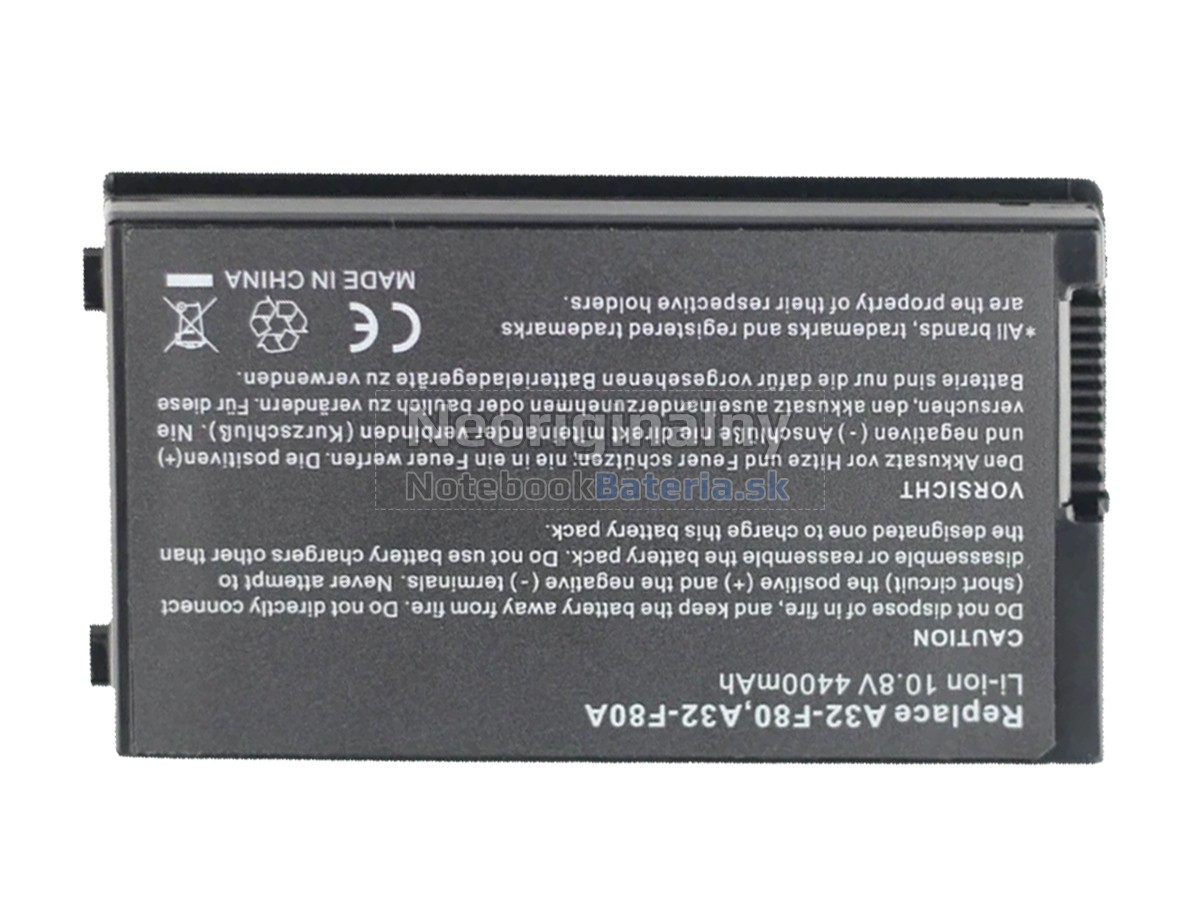 Replace A32-F80,A32-F80A
Li-ion 10.8V 4400mAh
CAUTION
Do not dispose of in fire, and keep the battery away from fire. Do not directly connect
(short circuit) the positive (+) and the negative (-) terminals. Never attempt to
disassemble or reassemble the battery pack. Do not use battery chargers other than
the designated one to charge this battery pack.
VORSICHT
Den Akkusatz vor Hitze und Feuer schützen; nie in ein Feuer werfen. Die positiven(+)
und negativen (-) Anschlüße nie direkt miteinander verbinden (Kurzschluß). Nie
versuchen, den akkusatz auseinanderzunehmen oder baulich zu verändern. Für diese
Batterie sind nur die dafür vorgesehenen Batterieladegeräte zu verwenden.
*All brands, trademarks and registered trademarks
are the property of their respective holders.
CE
MADE IN CHINA
Neoriginálny
NotebookBateria.sk